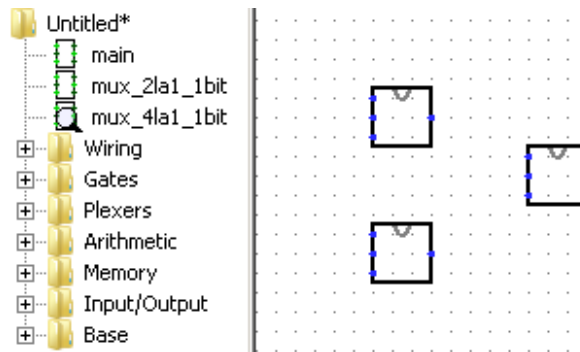 Untitled*
main
mux_2la1_1bit
mux_4la1_1bit
Wiring
Gates
Plexers
Arithmetic
Memory
Input/Output
Base